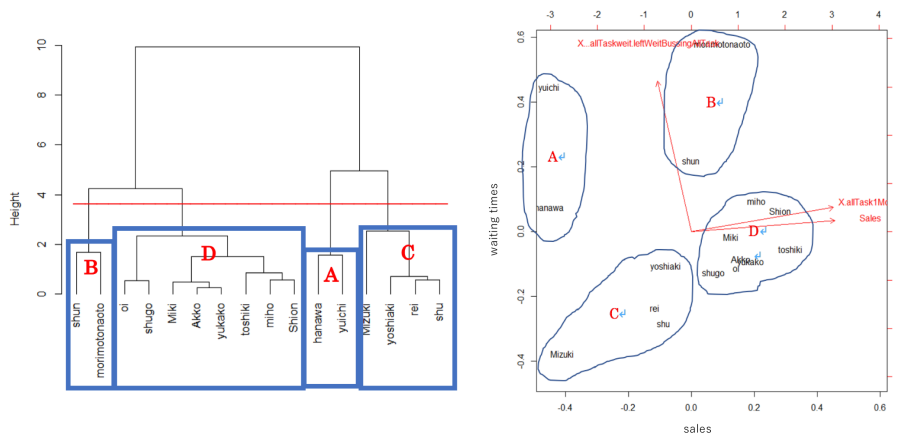 Height
0 2 4 6 8 10
B D A C
shun
morimotonaoto
oi
shugo
Miki
Akko
yukako
toshiki
miho
Shion
hanawa
yuichi
Mizuki
yoshiaki
rei
shu
-3 -2 -1 0 1 2 3 4
waiting times
-0.4 -0.2 0.0 0.2 0.4 0.6
morimotonaoto
yuichi
B
A
shun
hanawa
miho
X.allTask1Mo
Shion
Sales
D
Miki
toshiki
Akko
yukako
oi
shugo
yoshiaki
rei
C
shu
Mizuki
-0.4 -0.2 0.0 0.2 0.4
sales